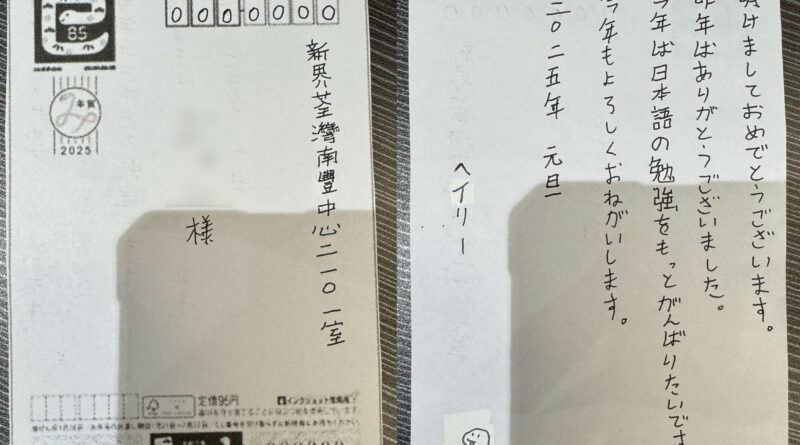 85
0000000
年賀
2025
新界荃灣南豐中心二一〇一室
様
定価95円
明けましておめでとうございます。
昨年はありがとうございました。
今年は日本語の勉強をもっとがんばりたいです
今年もよろしくおねがいします。
二〇二五年 元旦
ヘイリー